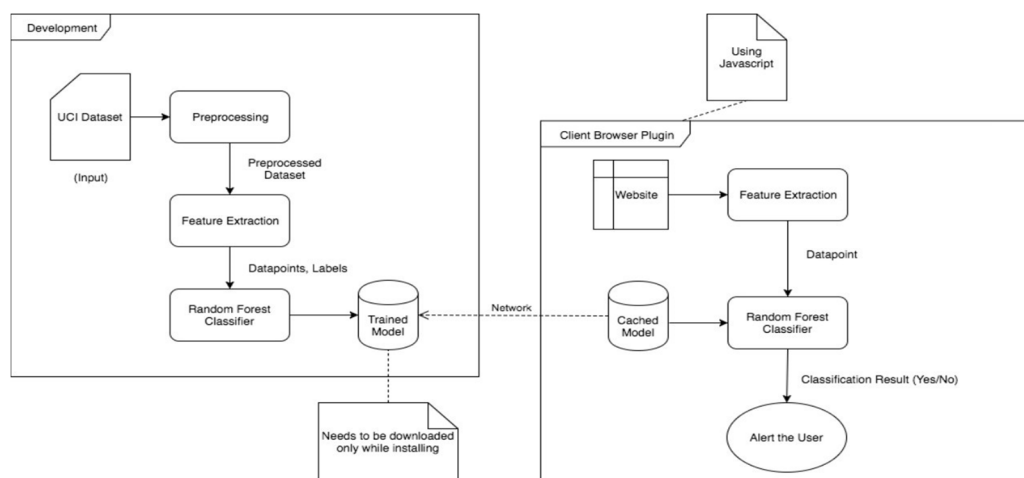 Development
UCI Dataset
(Input)
Preprocessing
Preprocessed
Dataset
Feature Extraction
Datapoints, Labels
Random Forest
Classifier
Trained
Model
Needs to be downloaded
only while installing
Network
Using
Javascript
Client Browser Plugin
Website
Feature Extraction
Datapoint
Cached
Model
Random Forest
Classifier
Classification Result (Yes/No)
Alert the User